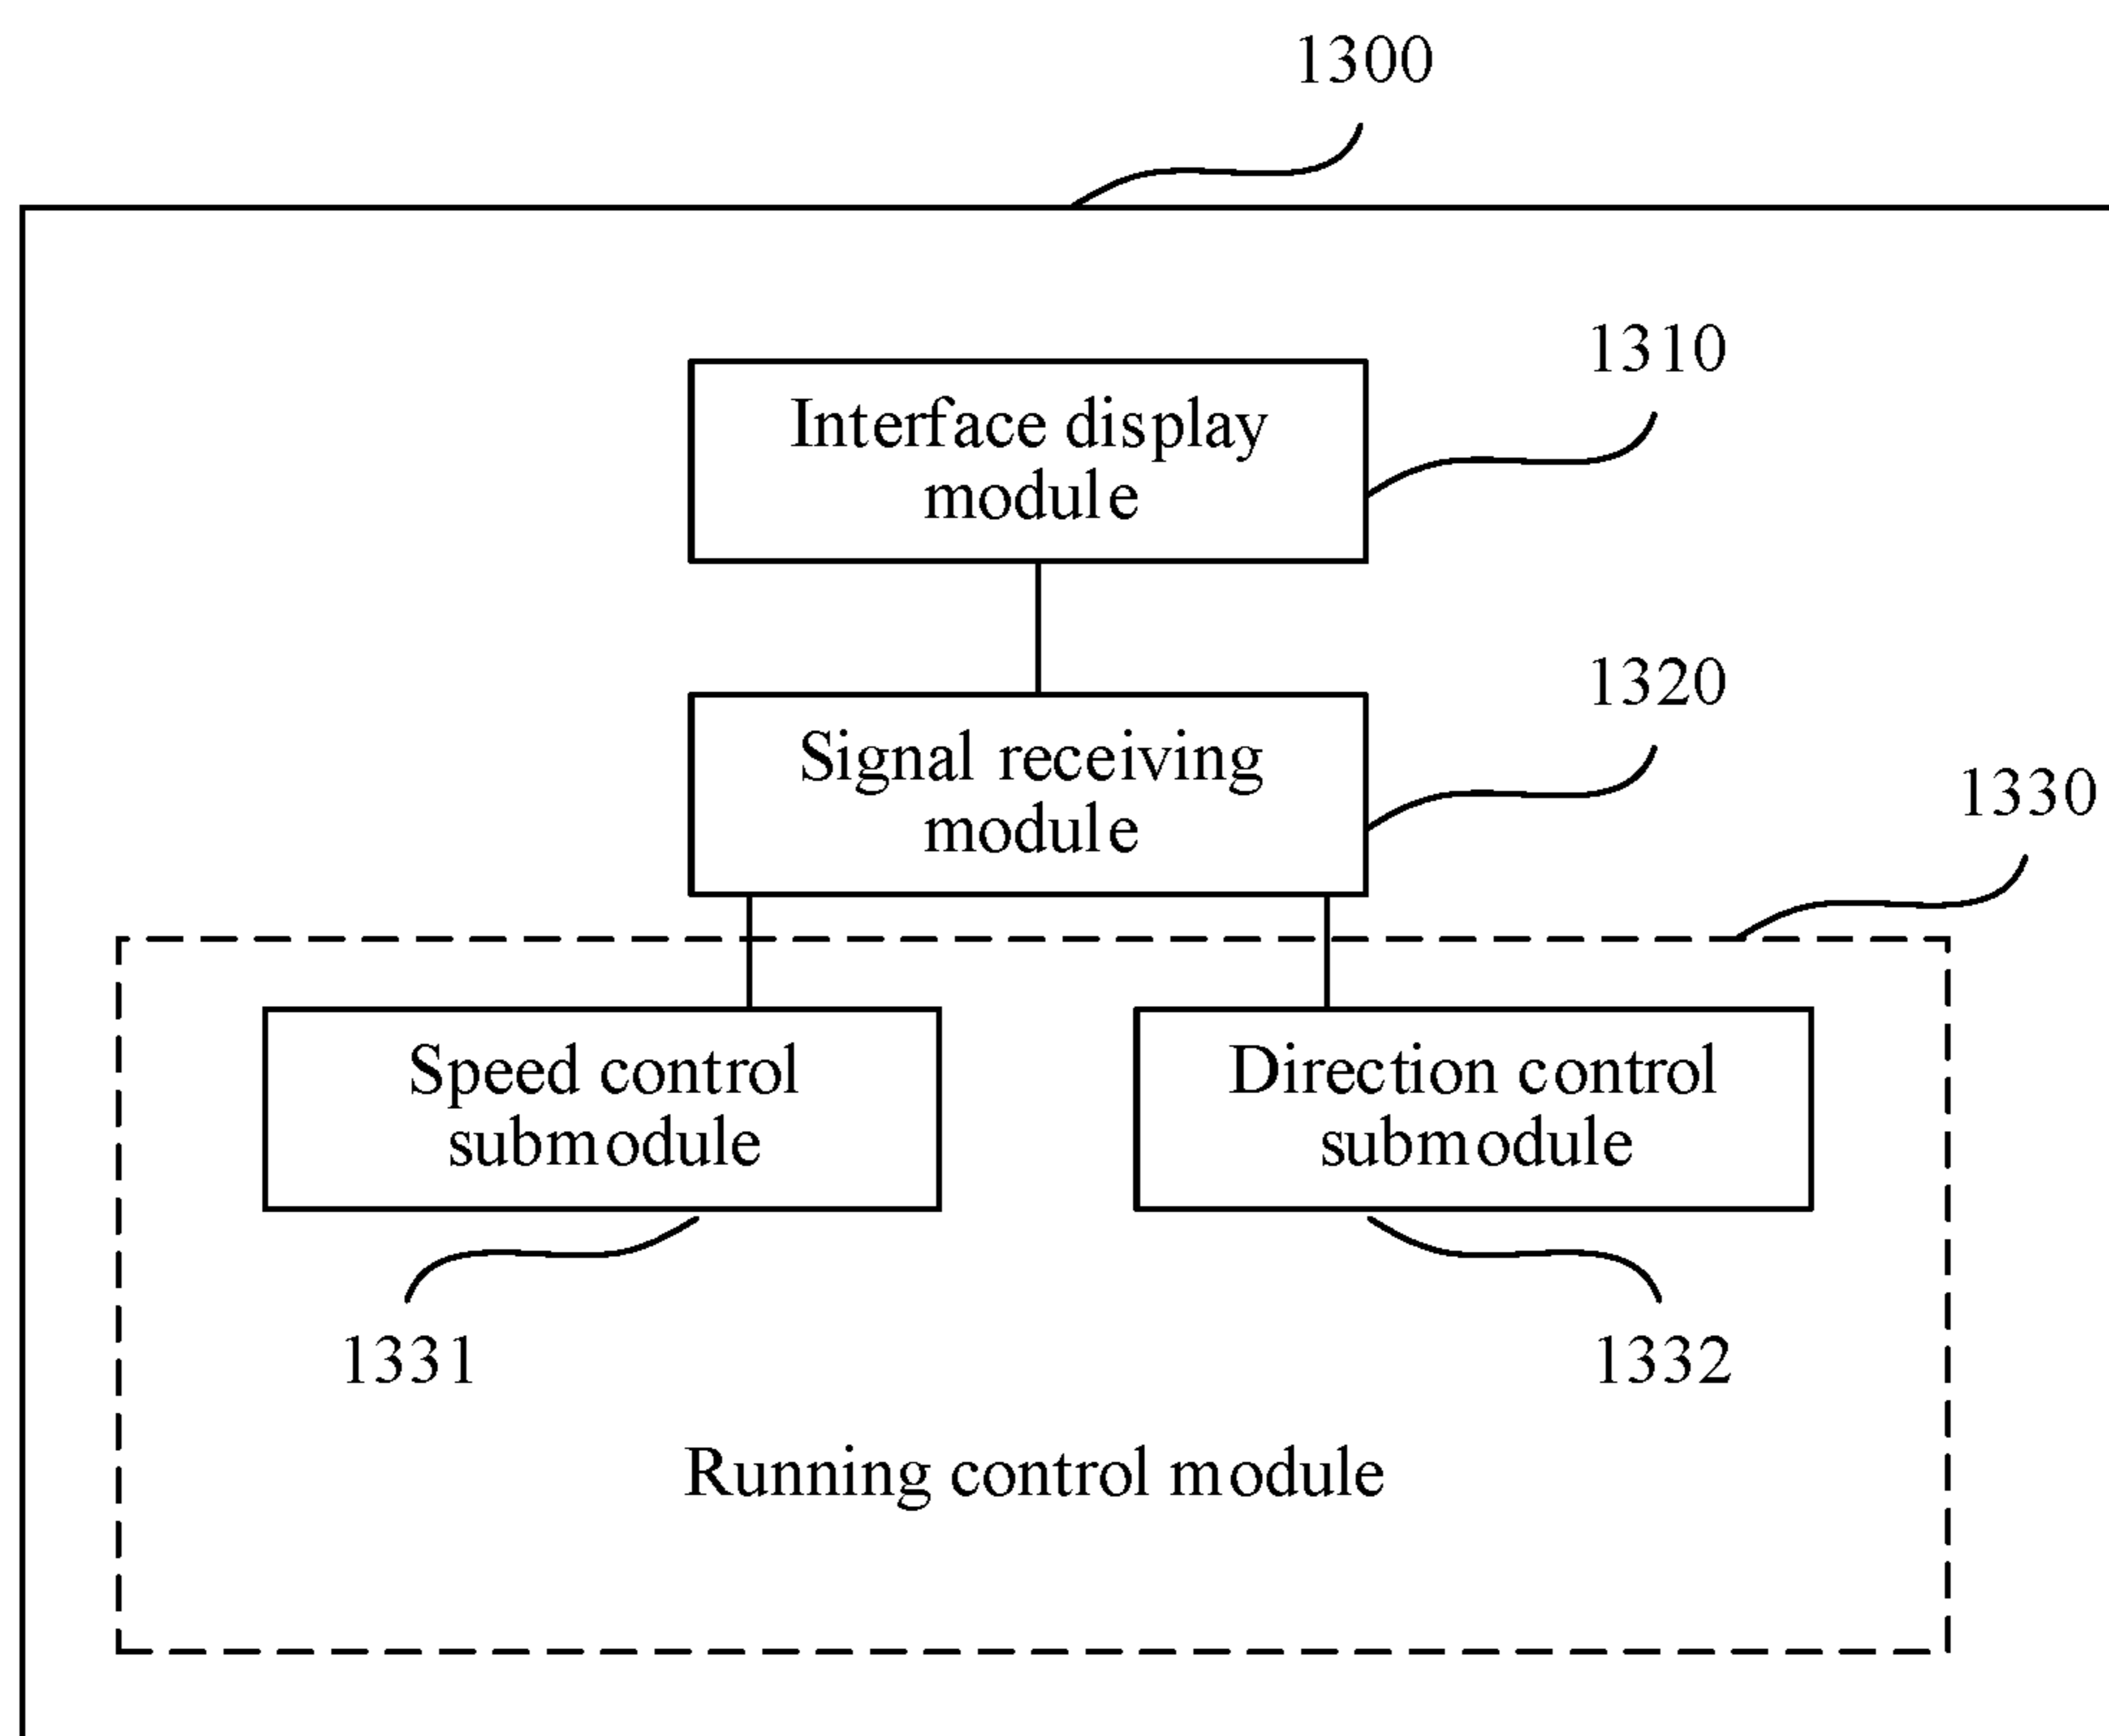 1300
1310
Interface display
module
1320
Signal receiving
module
1330
Speed control
submodule
Direction control
submodule
1331
1332
Running control module